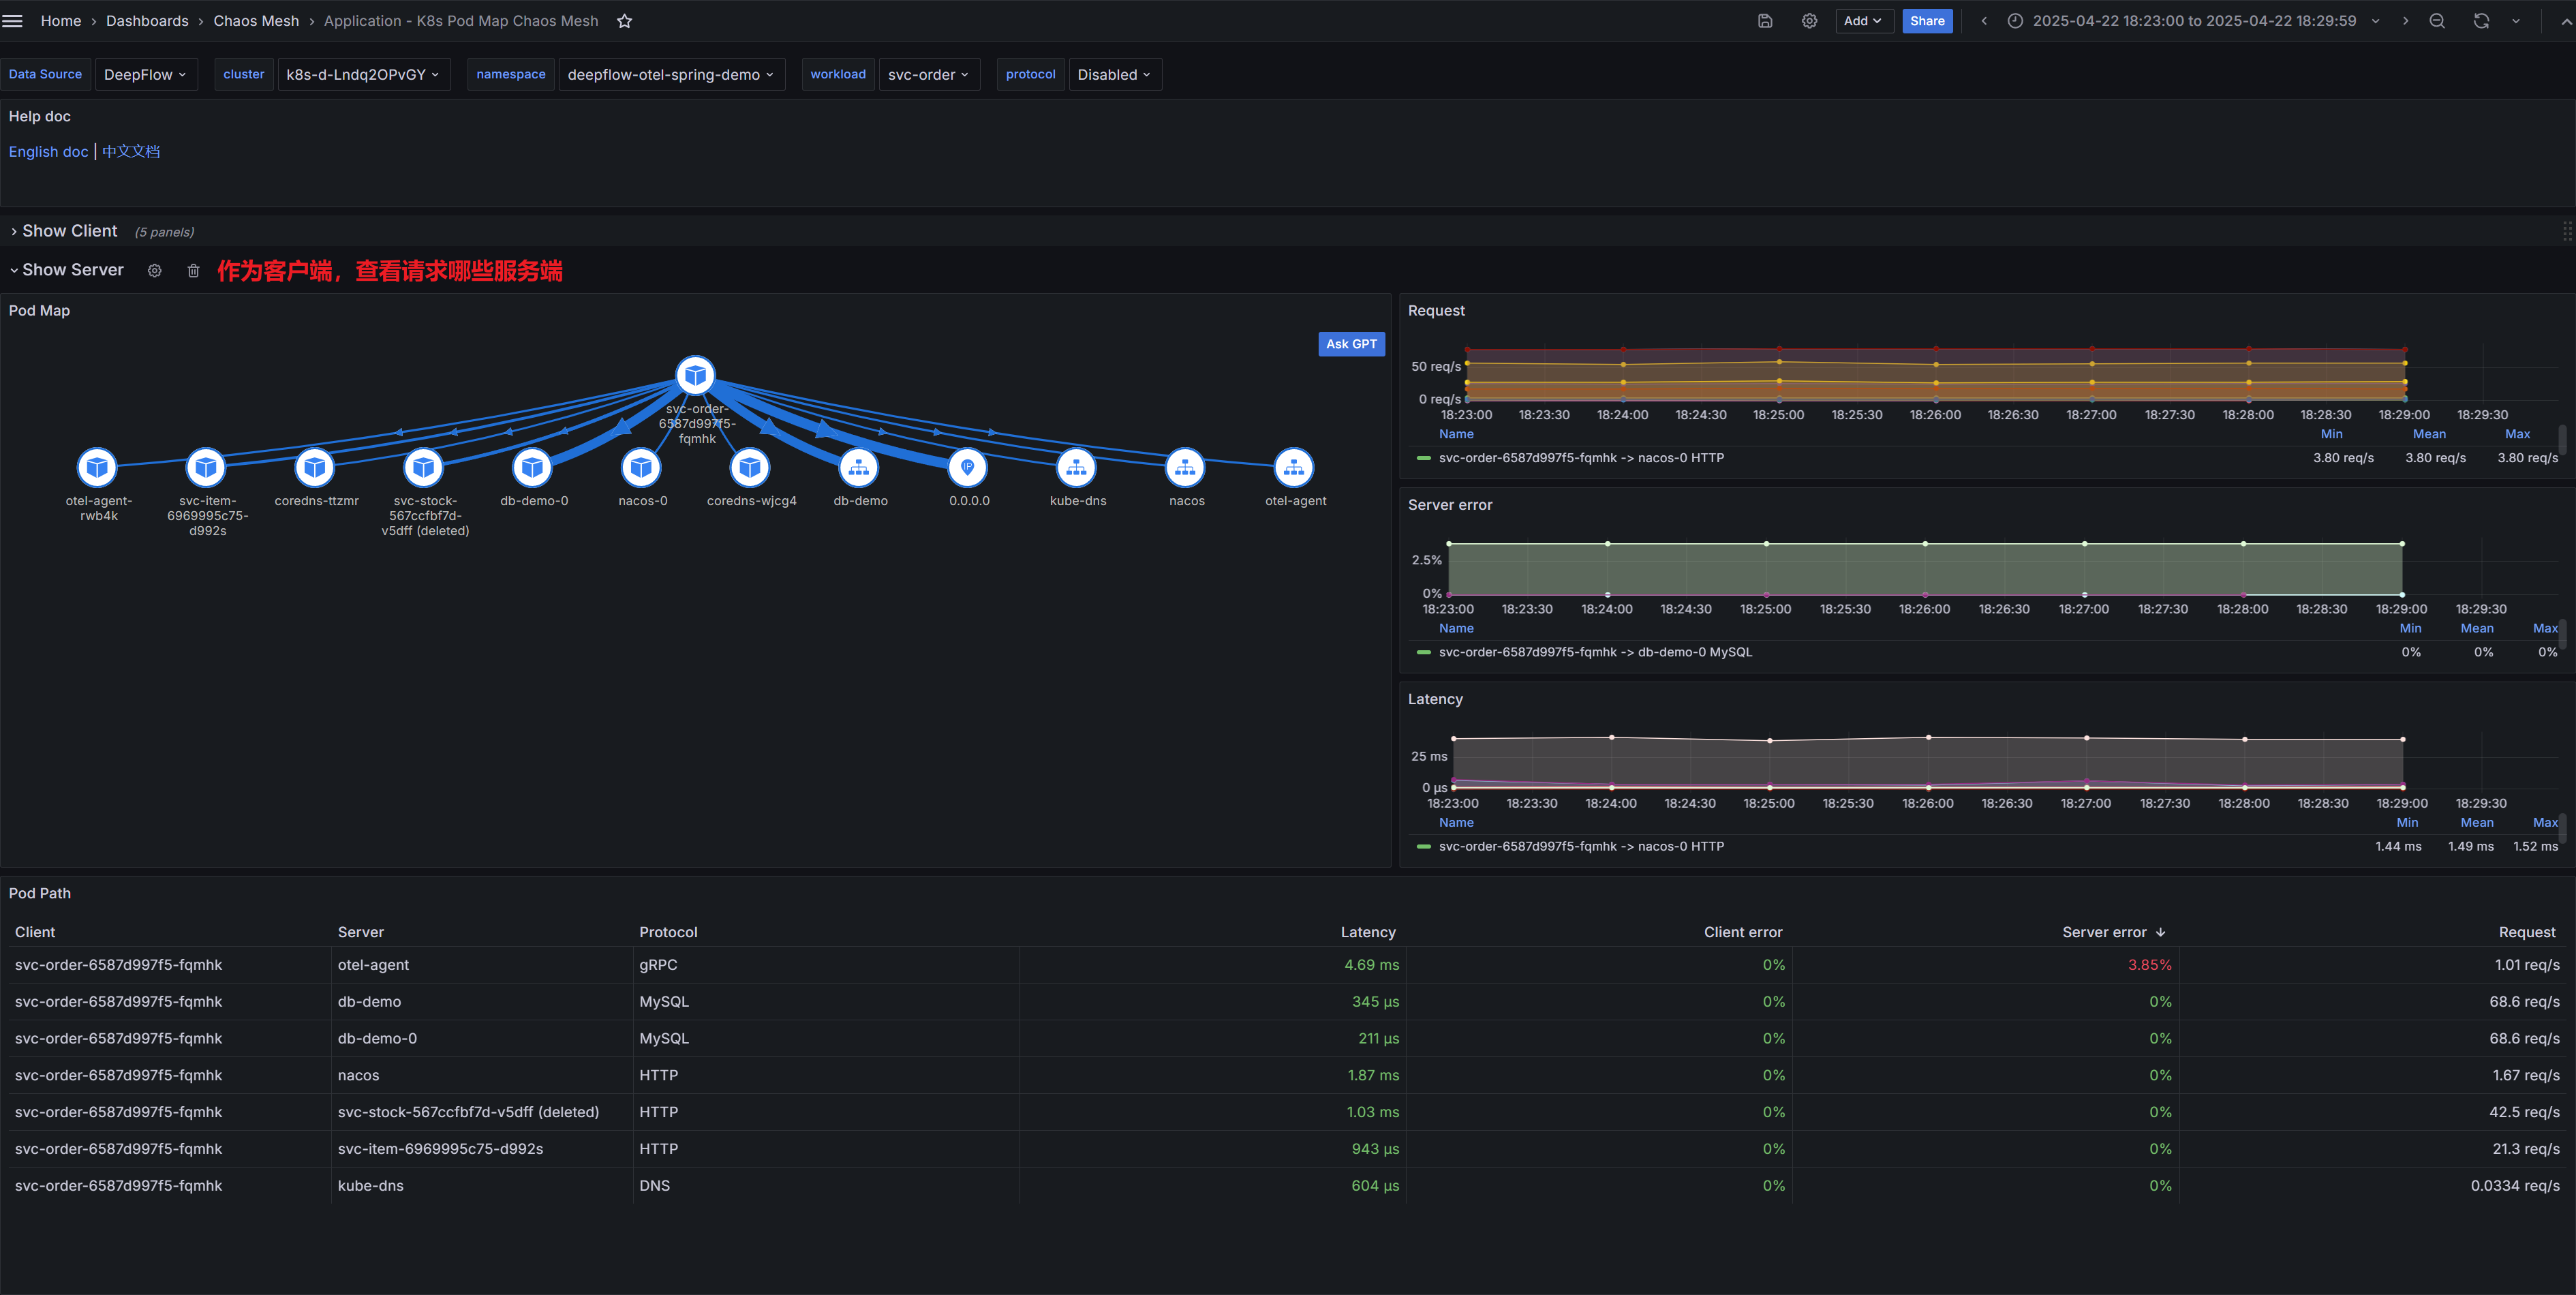 Home › Dashboards › Chaos Mesh › Application - K8s Pod Map Chaos Mesh
Add
Share
2025-04-22 18:23:00 to 2025-04-22 18:29:59
Data Source DeepFlow cluster k8s-d-Lndq2OPvGY namespace deepflow-otel-spring-demo workload svc-order protocol Disabled
Help doc
English doc | 中文文档
Show Client (5 panels)
Show Server 作为客户端，查看请求哪些服务端
Pod Map
Ask GPT
svc-order-
6587d997f5-
fqmhk
otel-agent-
rwb4k
svc-item-
6969995c75-
d992s
coredns-ttzmr
svc-stock-
567ccfbf7d-
v5dff (deleted)
db-demo-0
nacos-0
coredns-wjcg4
db-demo
IP
0.0.0.0
kube-dns
nacos
otel-agent
Request
50 req/s
0 req/s
18:23:00 18:23:30 18:24:00 18:24:30 18:25:00 18:25:30 18:26:00 18:26:30 18:27:00 18:27:30 18:28:00 18:28:30 18:29:00 18:29:30
Name Min Mean Max
svc-order-6587d997f5-fqmhk -> nacos-0 HTTP 3.80 req/s 3.80 req/s 3.80 req/s
Server error
2.5%
0%
18:23:00 18:23:30 18:24:00 18:24:30 18:25:00 18:25:30 18:26:00 18:26:30 18:27:00 18:27:30 18:28:00 18:28:30 18:29:00 18:29:30
Name Min Mean Max
svc-order-6587d997f5-fqmhk -> db-demo-0 MySQL 0% 0% 0%
Latency
25 ms
0 µs
18:23:00 18:23:30 18:24:00 18:24:30 18:25:00 18:25:30 18:26:00 18:26:30 18:27:00 18:27:30 18:28:00 18:28:30 18:29:00 18:29:30
Name Min Mean Max
svc-order-6587d997f5-fqmhk -> nacos-0 HTTP 1.44 ms 1.49 ms 1.52 ms
Pod Path
Client Server Protocol Latency Client error Server error ↓ Request
svc-order-6587d997f5-fqmhk otel-agent gRPC 4.69 ms 0% 3.85% 1.01 req/s
svc-order-6587d997f5-fqmhk db-demo MySQL 345 µs 0% 0% 68.6 req/s
svc-order-6587d997f5-fqmhk db-demo-0 MySQL 211 µs 0% 0% 68.6 req/s
svc-order-6587d997f5-fqmhk nacos HTTP 1.87 ms 0% 0% 1.67 req/s
svc-order-6587d997f5-fqmhk svc-stock-567ccfbf7d-v5dff (deleted) HTTP 1.03 ms 0% 0% 42.5 req/s
svc-order-6587d997f5-fqmhk svc-item-6969995c75-d992s HTTP 943 µs 0% 0% 21.3 req/s
svc-order-6587d997f5-fqmhk kube-dns DNS 604 µs 0% 0% 0.0334 req/s